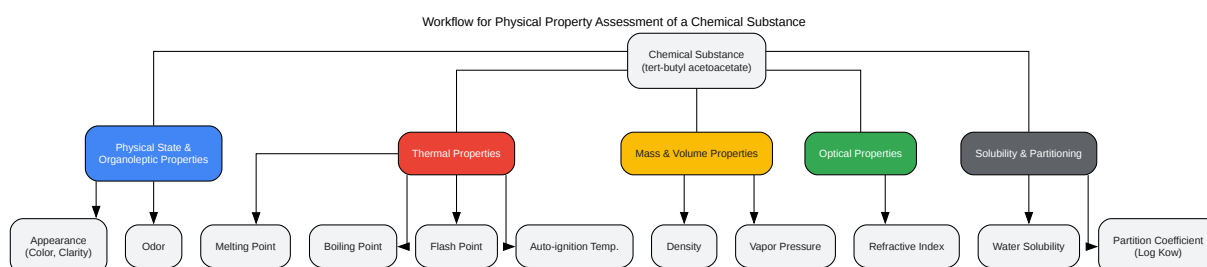 Workflow for Physical Property Assessment of a Chemical Substance
Chemical Substance
(tert-butyl acetoacetate)
Physical State &
Organoleptic Properties
Thermal Properties
Mass & Volume Properties
Optical Properties
Solubility & Partitioning
Appearance
(Color, Clarity)
Odor
Melting Point
Boiling Point
Flash Point
Auto-ignition Temp.
Density
Vapor Pressure
Refractive Index
Water Solubility
Partition Coefficient
(Log Kow)